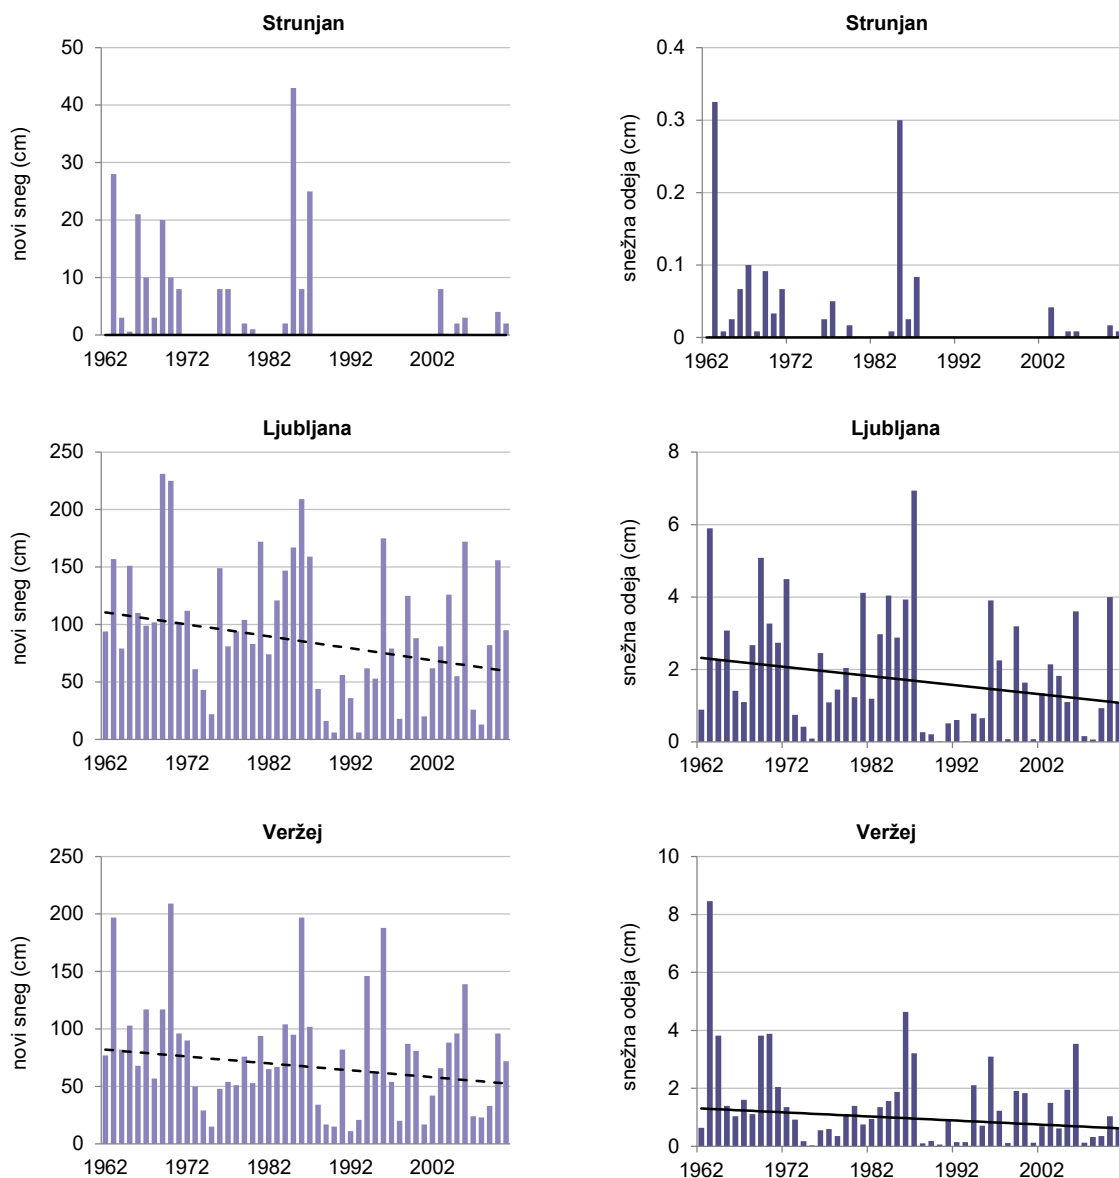 Strunjan
50
40
30
20
10
0
novi sneg (cm)
1962 1972 1982 1992 2002
Strunjan
0.4
0.3
0.2
0.1
0
snežna odeja (cm)
1962 1972 1982 1992 2002
Ljubljana
250
200
150
100
50
0
novi sneg (cm)
1962 1972 1982 1992 2002
Ljubljana
8
6
4
2
0
snežna odeja (cm)
1962 1972 1982 1992 2002
Veržej
250
200
150
100
50
0
novi sneg (cm)
1962 1972 1982 1992 2002
Veržej
10
8
6
4
2
0
snežna odeja (cm)
1962 1972 1982 1992 2002